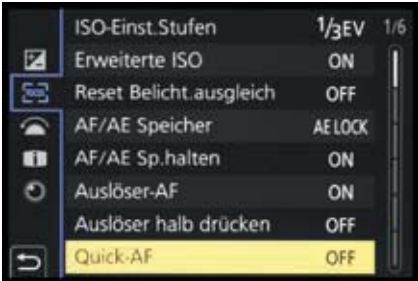 ISO-Einst.Stufen 1/3EV 1/6
Erweiterte ISO ON
Reset Belicht.ausgleich OFF
AF/AE Speicher AE LOCK
AF/AE Sp.halten ON
Auslöser-AF ON
Auslöser halb drücken OFF
Quick-AF OFF